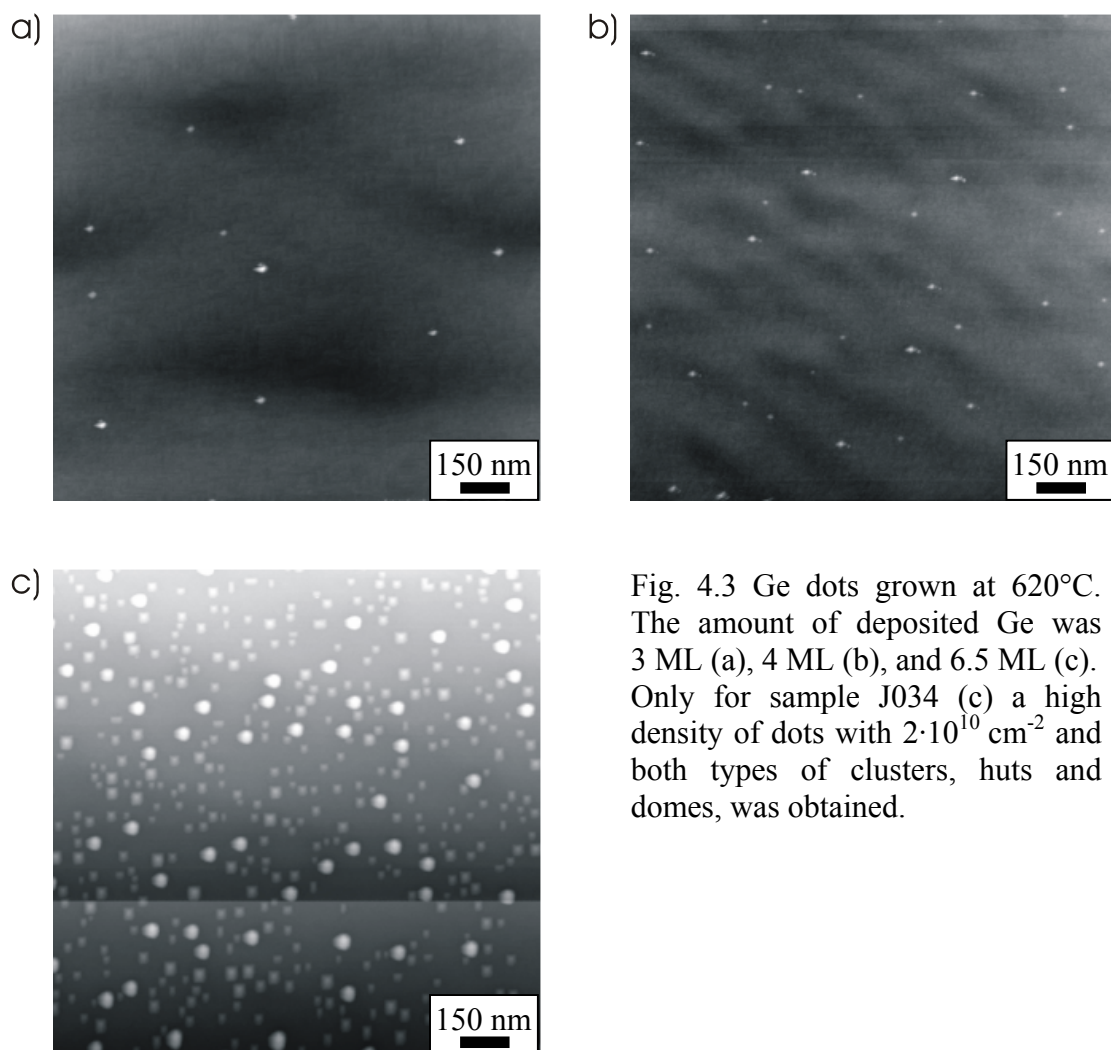 a)
150 nm
b)
150 nm
c)
150 nm
Fig. 4.3 Ge dots grown at 620°C.
The amount of deposited Ge was
3 ML (a), 4 ML (b), and 6.5 ML (c).
Only for sample J034 (c) a high
density of dots with 2·10¹⁰ cm⁻² and
both types of clusters, huts and
domes, was obtained.